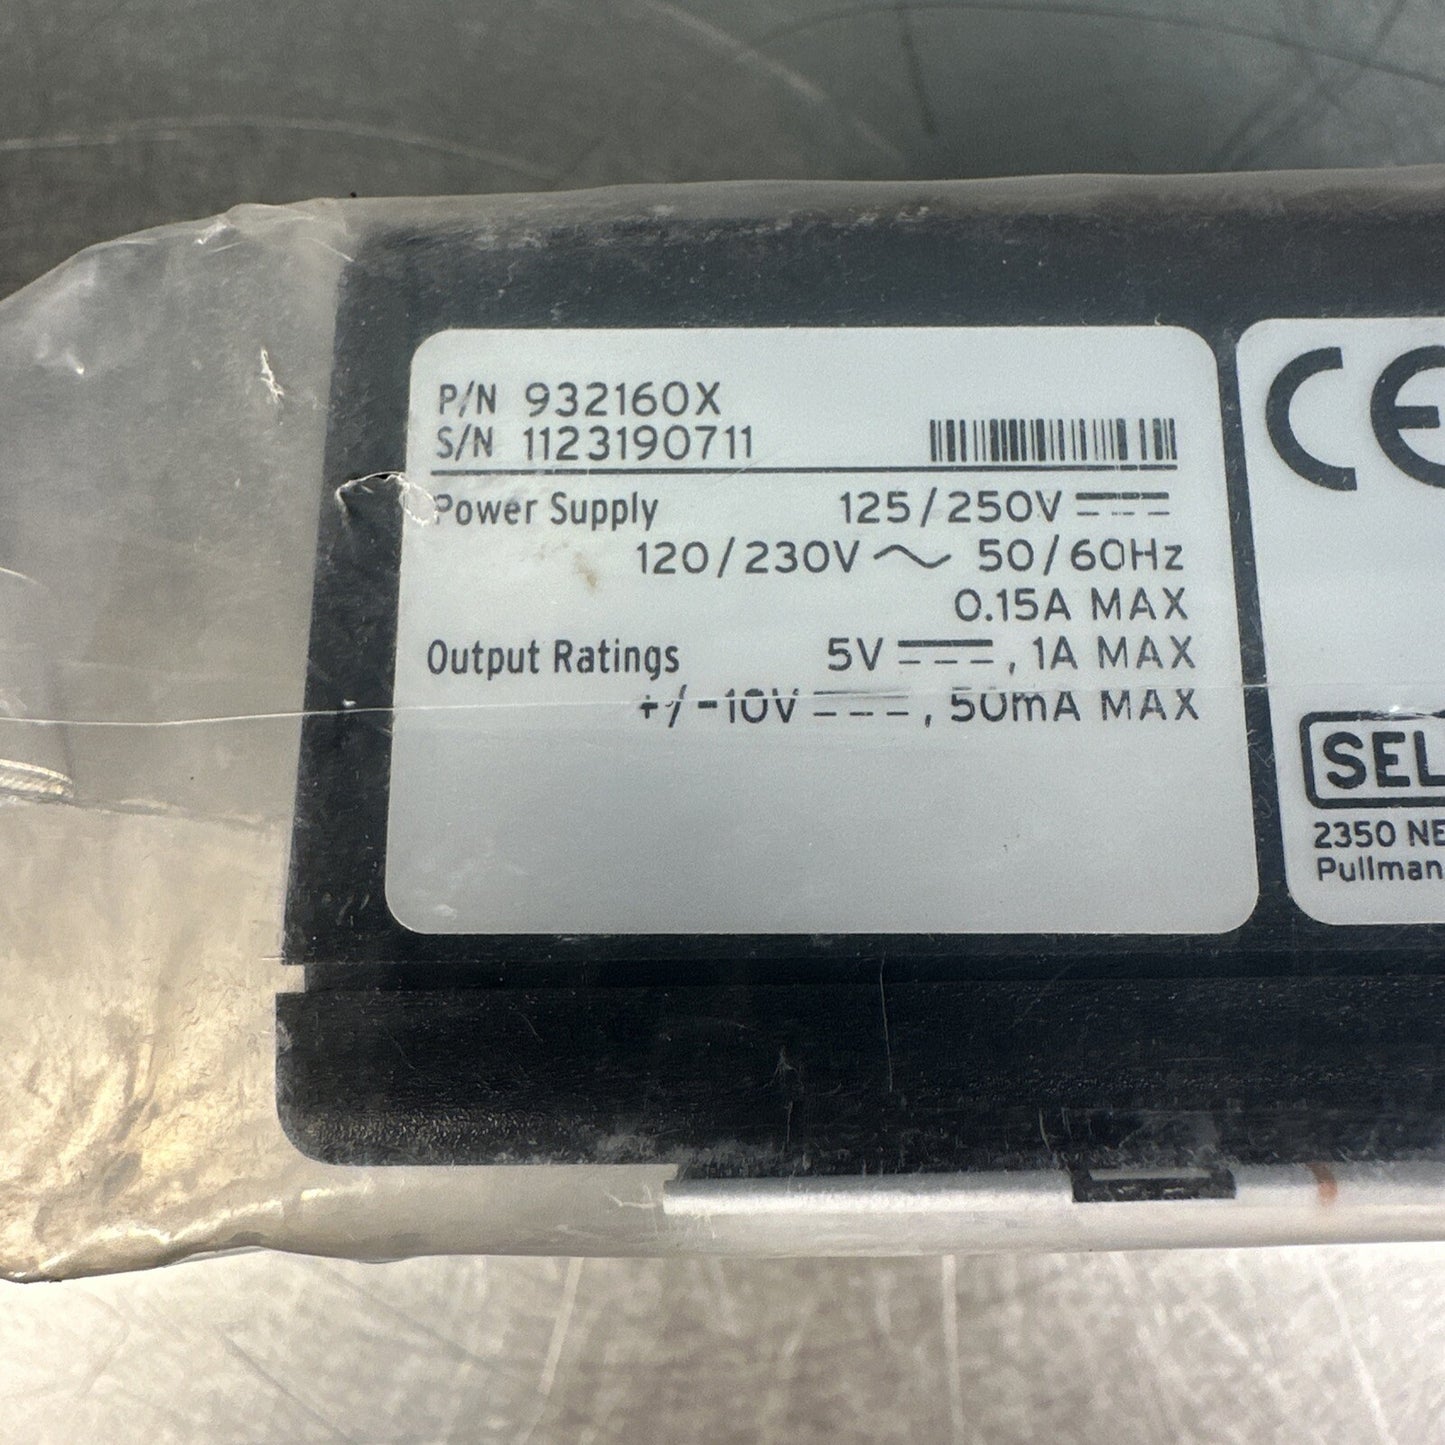 P/N 932160X
S/N 1123190711
Power Supply 125/250V
120/230V 50/60Hz
0.15A MAX
Output Ratings 5V , 1A MAX
+/-10V , 50mA MAX
CE
SEL
2350 NE
Pullman